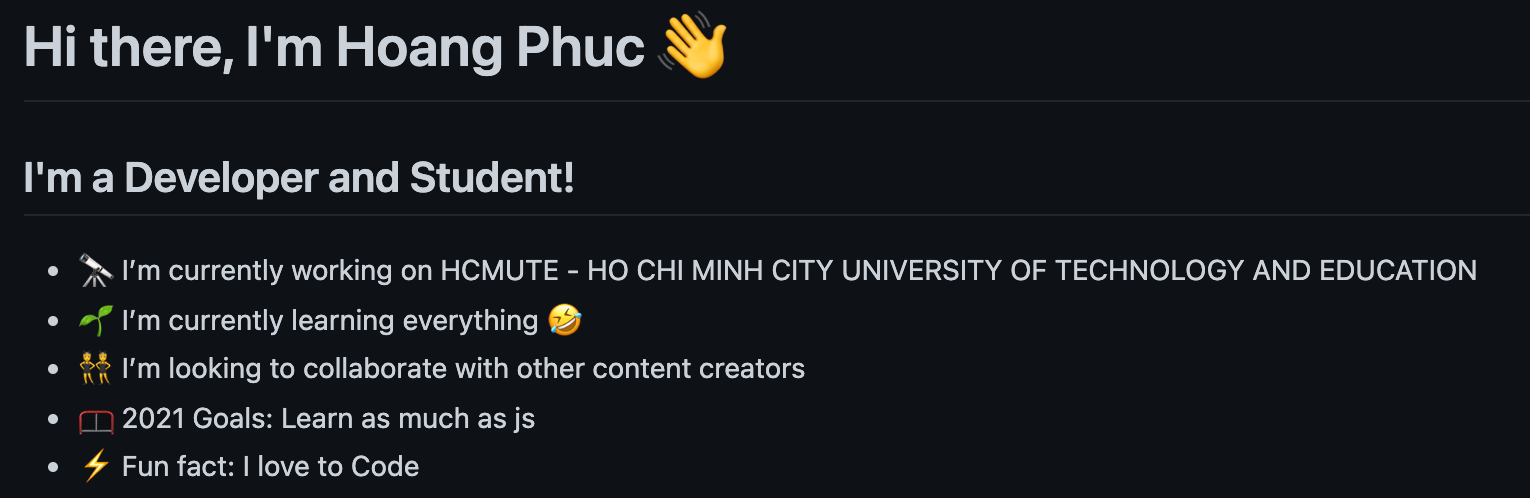 Hi there, I'm Hoang Phuc 👋
I'm a Developer and Student!
🔭 I’m currently working on HCMUTE - HO CHI MINH CITY UNIVERSITY OF TECHNOLOGY AND EDUCATION
🌱 I’m currently learning everything 🤣
👯 I’m looking to collaborate with other content creators
🥅 2021 Goals: Learn as much as js
⚡ Fun fact: I love to Code